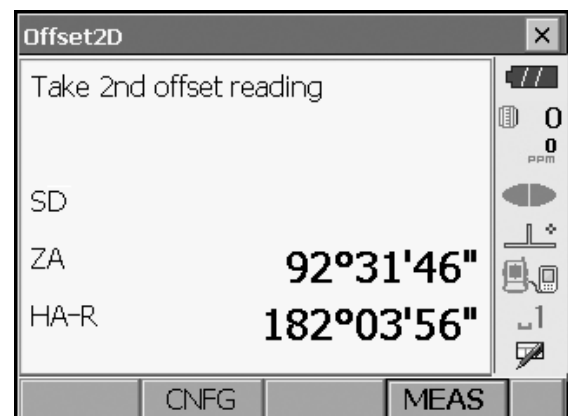 Offset2D
Take 2nd offset reading
0
0
ppm
SD
ZA 92°31'46"
HA-R 182°03'56"
1
CNFG MEAS